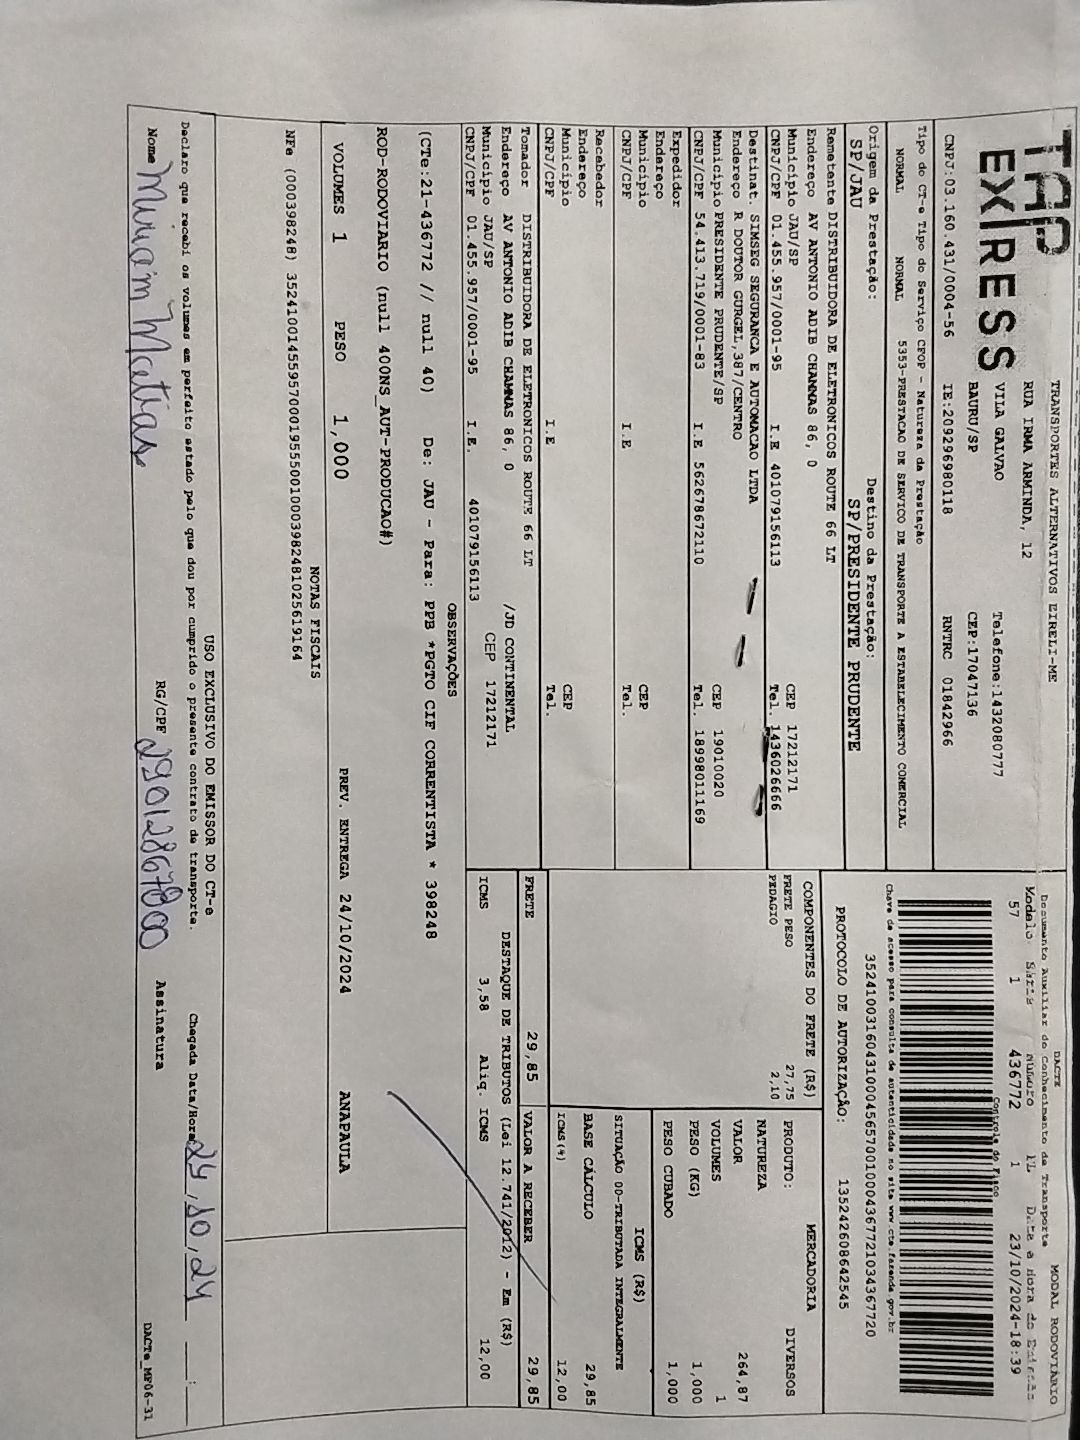 TAP
EX|RESS
TRANSPORTES ALTERNATIVOS EIRELI-ME
RUA IRMA ARMINDA, 12
VILA GALVAO
BAURU/SP
Telefone:1432080777
CEP:17047136
CNPJ:03.160.431/0004-56 IE:209296980118 RNTRC 01842966
Tipo do CT-e Tipo do Serviço CFOP - Natureza da Prestação
NORMAL NORMAL 5353-PRESTACAO DE SERVICO DE TRANSPORTE A ESTABELECIMENTO COMERCIAL
Origem da Prestação: Destino da Prestação:
SP/JAU SP/PRESIDENTE PRUDENTE
Remetente DISTRIBUIDORA DE ELETRONICOS ROUTE 66 LT
Endereço AV ANTONIO ADIB CHAMMAS 86, 0
Município JAU/SP CEP 17212171
CNPJ/CPF 01.455.957/0001-95 I.E 401079156113 Tel. 1436026666
Destinat. SIMSEG SEGURANCA E AUTOMACAO LTDA
Endereço R DOUTOR GURGEL,387/CENTRO
Município PRESIDENTE PRUDENTE/SP CEP 19010020
CNPJ/CPF 54.413.719/0001-83 I.E 562678672110 Tel. 18998011169
Expedidor
Endereço
Município CEP
CNPJ/CPF I.E Tel.
Recebedor
Endereço
Município CEP
CNPJ/CPF I.E Tel.
Tomador DISTRIBUIDORA DE ELETRONICOS ROUTE 66 LT
Endereço AV ANTONIO ADIB CHAMMAS 86, 0 /JD CONTINENTAL
Município JAU/SP CEP 17212171
CNPJ/CPF 01.455.957/0001-95 I.E. 401079156113
DACTE MODAL RODOVIÁRIO
Documento Auxiliar do Conhecimento de Transporte
Modelo Série Número FL Data e Hora de Emissão
57 1 436772 1 23/10/2024-18:39
Controle do Fisco
Chave de acesso para consulta de autenticidade no site www.cte.fazenda.gov.br
35241003160431000456570010004367721034367720
PROTOCOLO DE AUTORIZAÇÃO: 135242608642545
COMPONENTES DO FRETE (R$)
FRETE PESO 27,75
PEDAGIO 2,10
PRODUTO: MERCADORIA
NATUREZA DIVERSOS
VALOR 264,87
VOLUMES 1
PESO (KG) 1,000
PESO CUBADO 1,000
ICMS (R$)
SITUAÇÃO 00-TRIBUTADA INTEGRALMENTE
BASE CÁLCULO 29,85
ICMS(%) 12,00
FRETE 29,85 VALOR A RECEBER 29,85
DESTAQUE DE TRIBUTOS (Lei 12.741/2012) - Em (R$)
ICMS 3,58 Aliq. ICMS 12,00
OBSERVAÇÕES
(CTe:21-436772 // null 40) De: JAU - Para: PPB *PGTO CIF CORRENTISTA * 398248
ROD-RODOVIARIO (null 400NS_AUT-PRODUCAO#)
VOLUMES 1 PESO 1,000 PREV. ENTREGA 24/10/2024 ANAPAULA
NOTAS FISCAIS
NFe (000398248) 35241001455957000195550010003982481025619164
USO EXCLUSIVO DO EMISSOR DO CT-e
Declaro que recebi os volumes em perfeito estado pelo que dou por cumprido o presente contrato de transporte. Chegada Data/Hora 24/10/24 :
Nome Miriam Matias RG/CPF 29012867800 Assinatura
DACTe_MF06-31